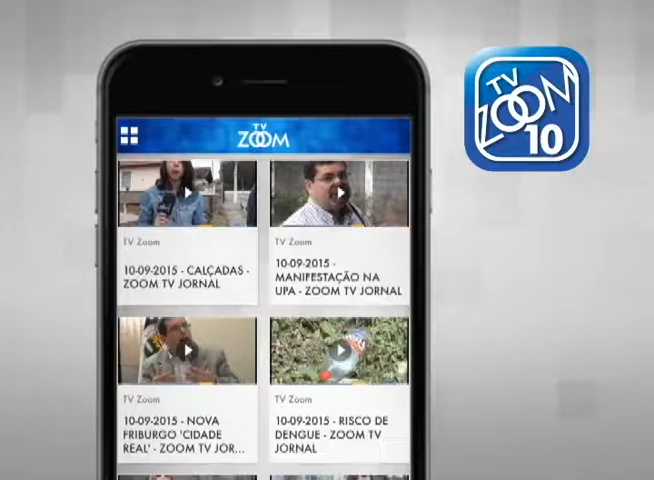 TV
ZOOM
TV
ZOOM
10
TV Zoom
10-09-2015 - CALÇADAS -
ZOOM TV JORNAL
TV Zoom
10-09-2015 -
MANIFESTAÇÃO NA
UPA - ZOOM TV JORNAL
TV Zoom
10-09-2015 - NOVA
FRIBURGO 'CIDADE
REAL' - ZOOM TV JOR...
TV Zoom
10-09-2015 - RISCO DE
DENGUE - ZOOM TV
JORNAL